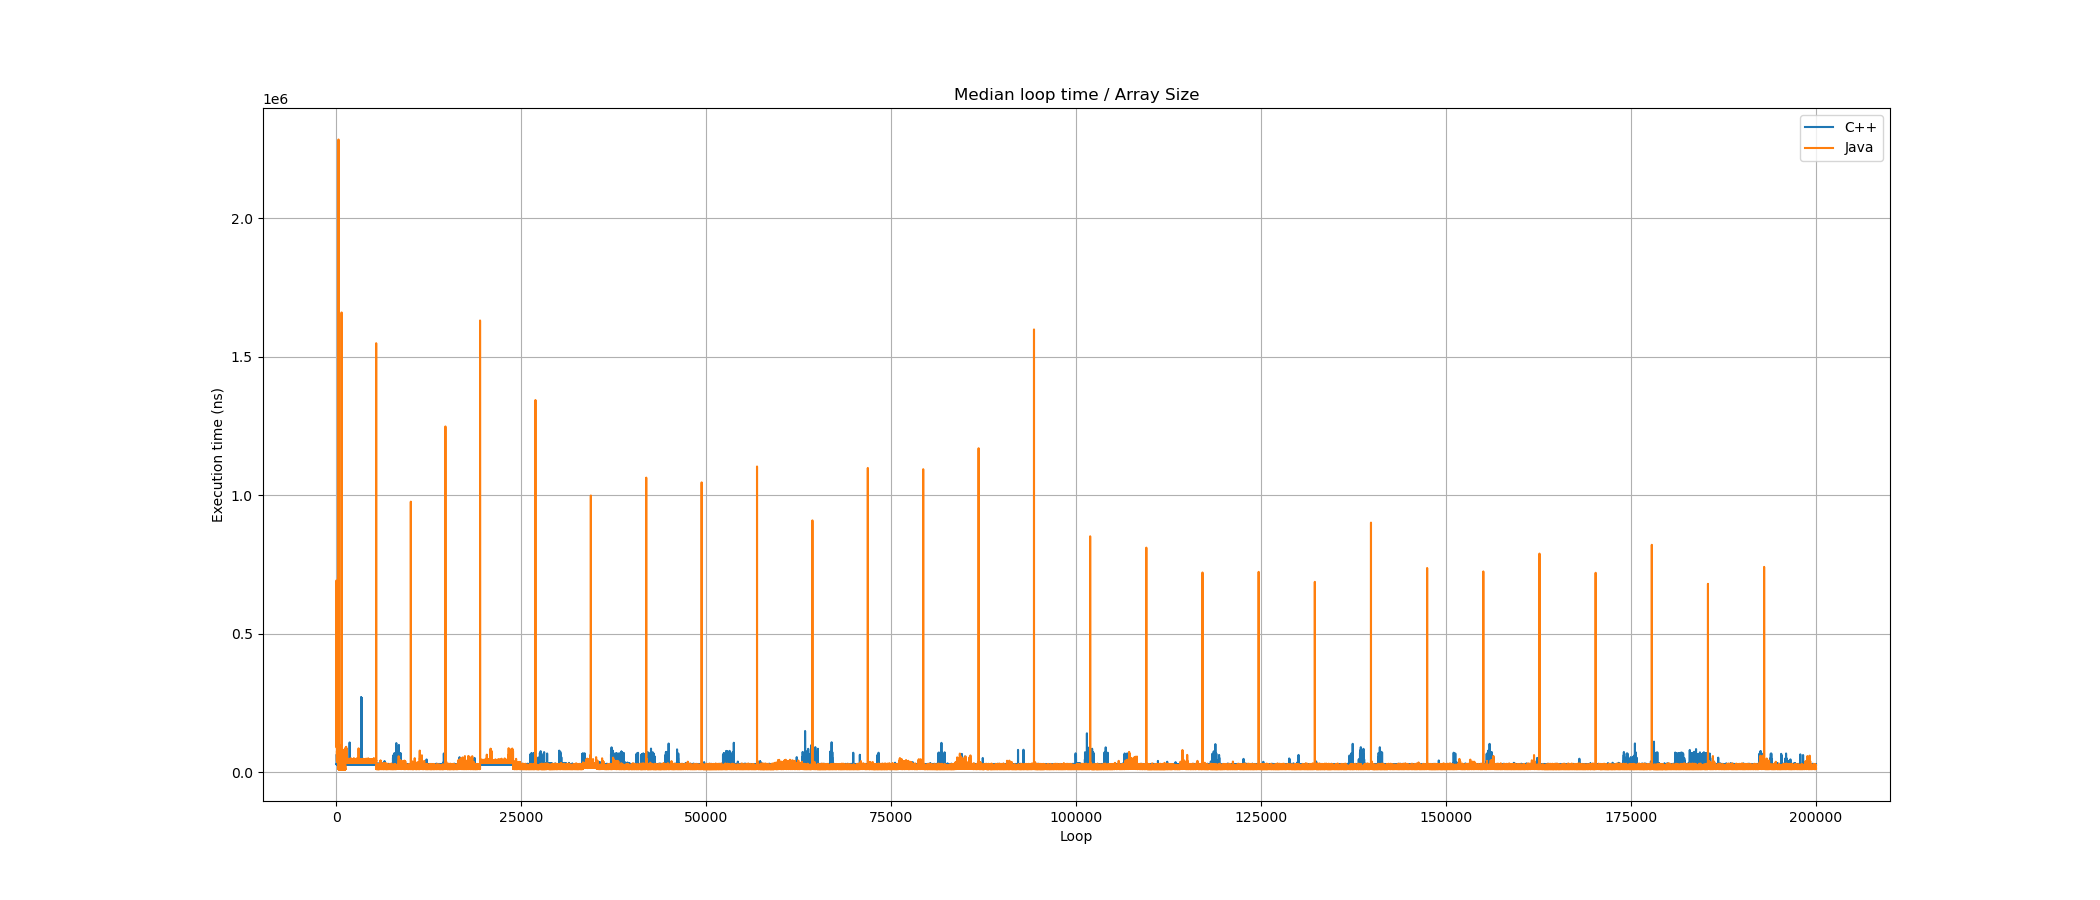 Median loop time / Array Size
1e6
C++
Java
2.0
1.5
1.0
0.5
0.0
Execution time (ns)
0 25000 50000 75000 100000 125000 150000 175000 200000
Loop